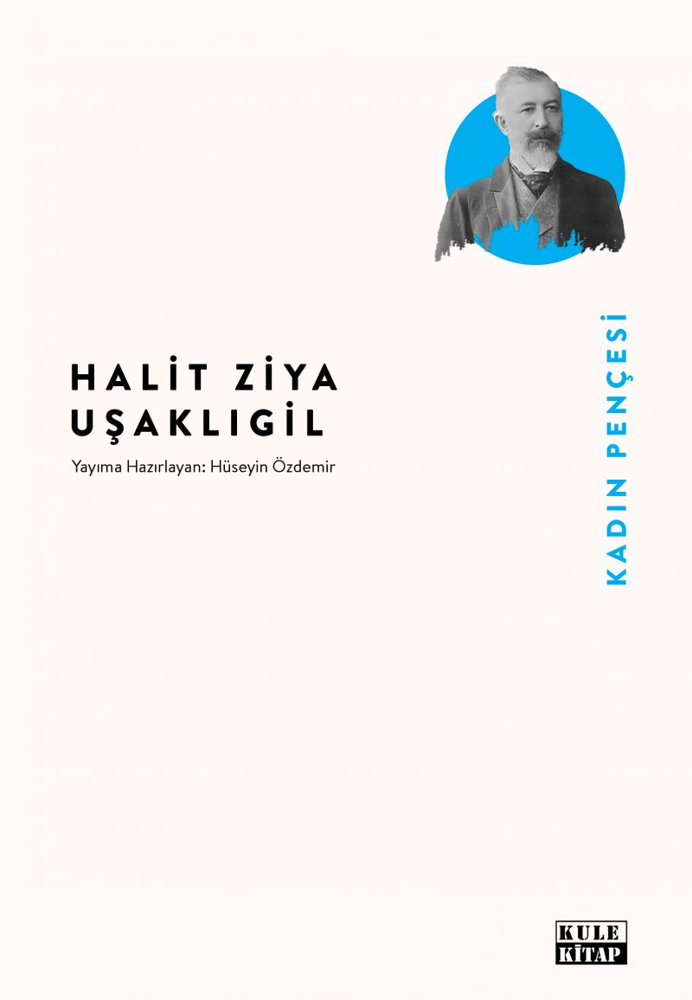 HALİT ZİYA
UŞAKLIGİL
Yayıma Hazırlayan: Hüseyin Özdemir
KADIN PENÇESİ
KULE
KİTAP